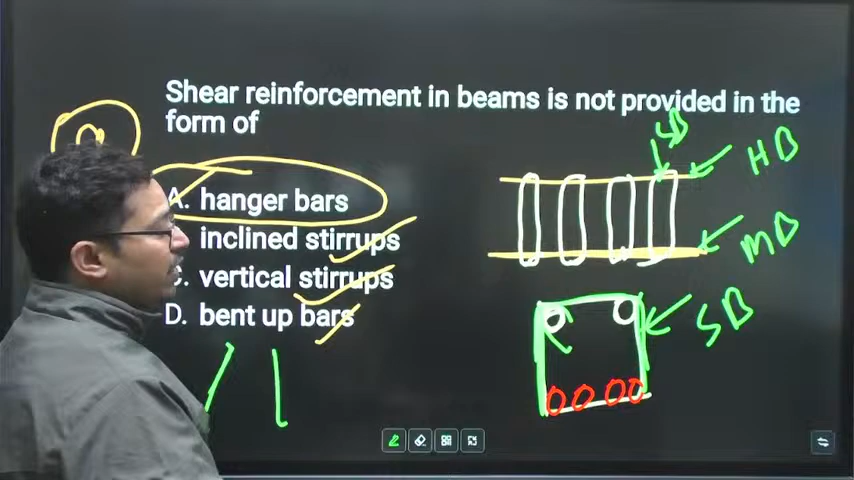 Shear reinforcement in beams is not provided in the
form of
A. hanger bars
inclined stirrups
C. vertical stirrups
D. bent up bars
SB
HB
MB
SB